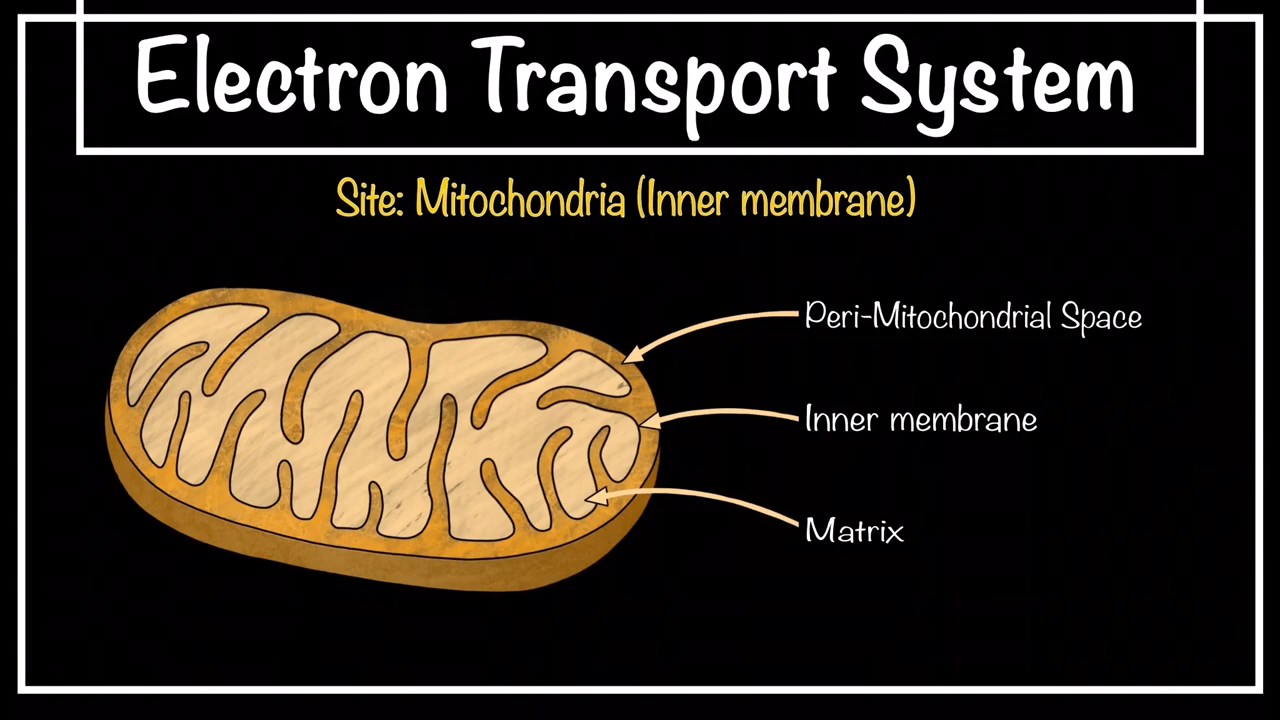 Electron Transport System
Site: Mitochondria (Inner membrane)
Peri-Mitochondrial Space
Inner membrane
Matrix